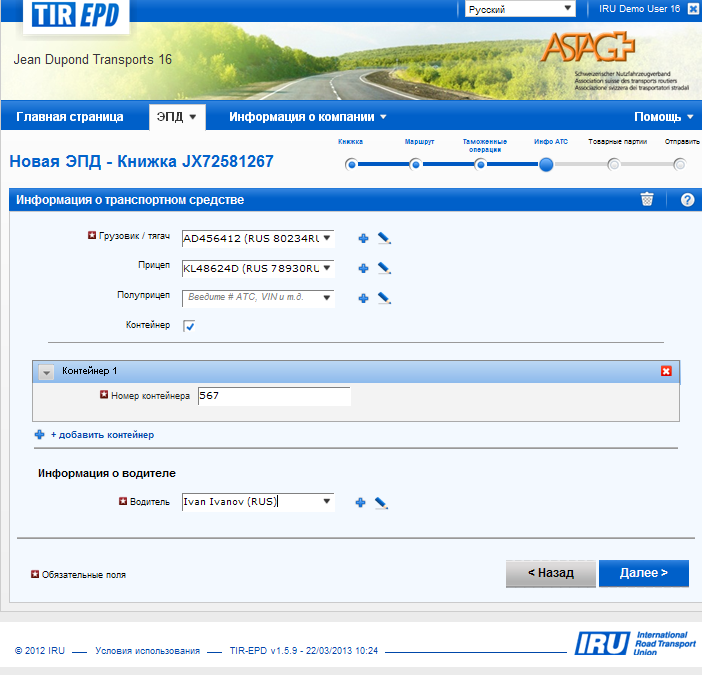 TIR EPD
Русский
IRU Demo User 16
Jean Dupond Transports 16
ASTAG
Schweizerischer Nutzfahrzeugverband
Association suisse des transports routiers
Associazione svizzera dei trasportatori stradali
Главная страница
ЭПД
Информация о компании
Помощь
Новая ЭПД - Книжка JX72581267
Книжка
Маршрут
Таможенные
операции
Инфо АТС
Товарные партии
Отправить
Информация о транспортном средстве
Грузовик / тягач
AD456412 (RUS 80234RU
Прицеп
KL48624D (RUS 78930RU
Полуприцеп
Введите # АТС, VIN и т.д.
Контейнер
Контейнер 1
Номер контейнера
567
+ добавить контейнер
Информация о водителе
Водитель
Ivan Ivanov (RUS)
Обязательные поля
< Назад
Далее >
© 2012 IRU
Условия использования
TIR-EPD v1.5.9 - 22/03/2013 10:24
IRU
International
Road Transport
Union